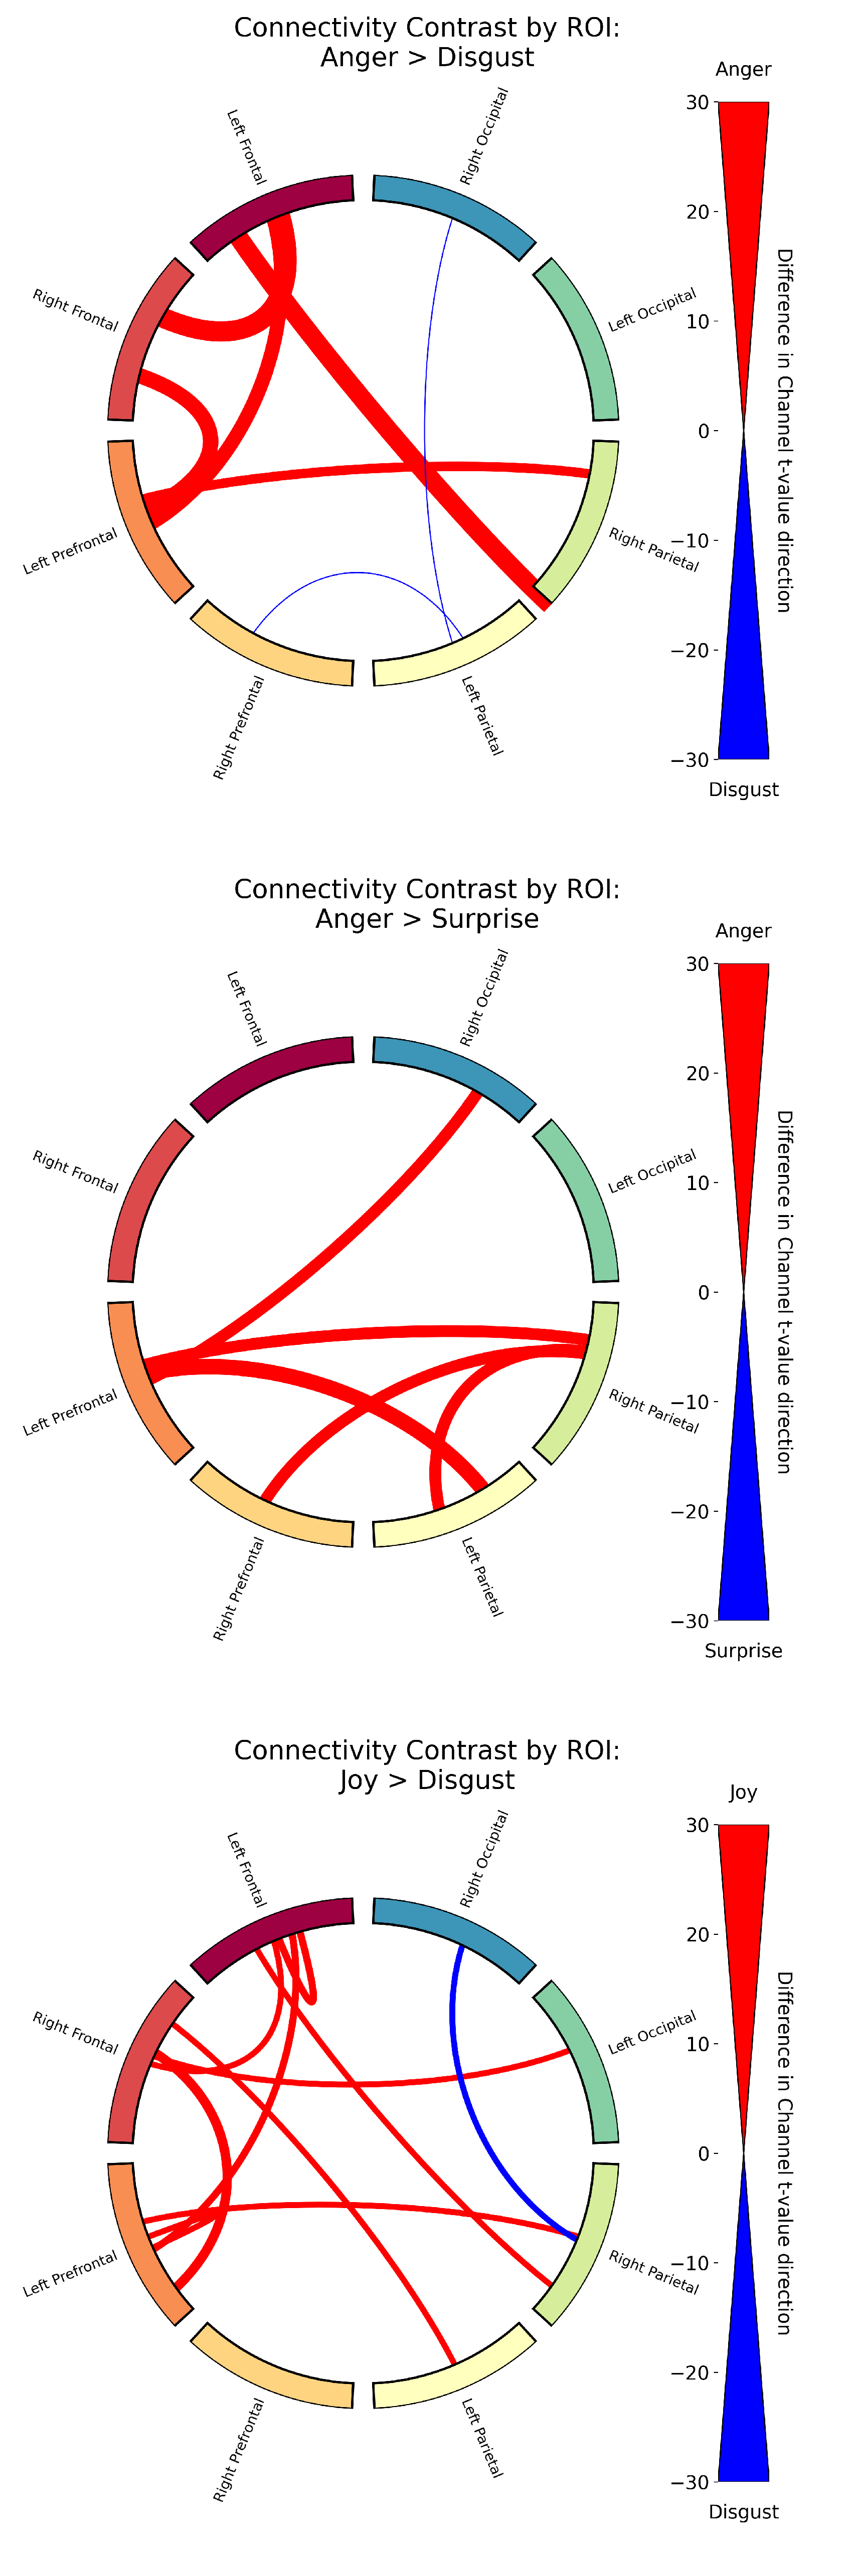 Connectivity Contrast by ROI:
Anger > Disgust
Anger
Left Frontal
Right Occipital
Right Frontal
Left Occipital
Left Prefrontal
Right Parietal
Right Prefrontal
Left Parietal
30
20
10
0
−10
−20
−30
Difference in Channel t-value direction
Disgust
Connectivity Contrast by ROI:
Anger > Surprise
Anger
Left Frontal
Right Occipital
Right Frontal
Left Occipital
Left Prefrontal
Right Parietal
Right Prefrontal
Left Parietal
30
20
10
0
−10
−20
−30
Difference in Channel t-value direction
Surprise
Connectivity Contrast by ROI:
Joy > Disgust
Joy
Left Frontal
Right Occipital
Right Frontal
Left Occipital
Left Prefrontal
Right Parietal
Right Prefrontal
Left Parietal
30
20
10
0
−10
−20
−30
Difference in Channel t-value direction
Disgust